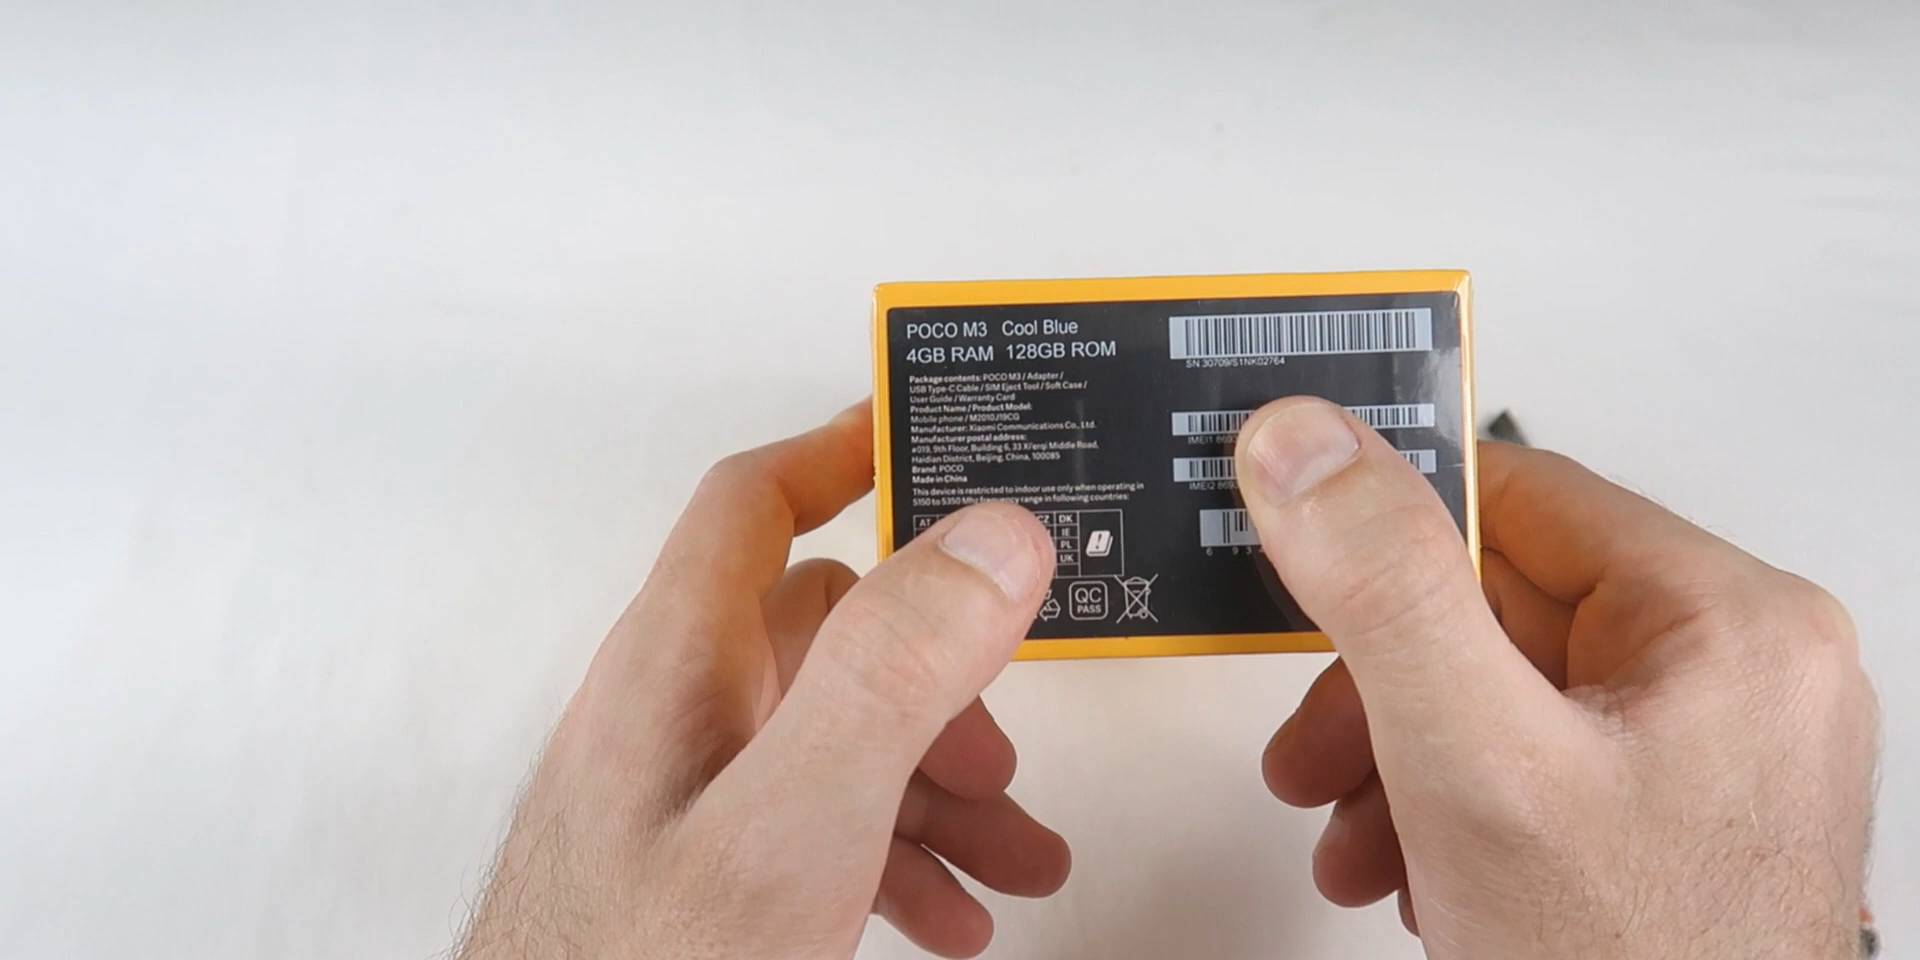 POCO M3 Cool Blue
4GB RAM 128GB ROM
Package contents: POCO M3 / Adapter /
USB Type-C Cable / SIM Eject Tool / Soft Case /
User Guide / Warranty Card
Product Name / Product Model:
Mobile phone / M2010J19CG
Manufacturer: Xiaomi Communications Co., Ltd.
Manufacturer postal address:
#019, 9th Floor, Building 6, 33 Xi'erqi Middle Road,
Haidian District, Beijing, China, 100085
Brand: POCO
Made in China
This device is restricted to indoor use only when operating in
5150 to 5350 Mhz frequency range in following countries:
AT CZ DK
IE
PL
UK
QC
PASS
SN:30709/S1NK02764
IMEI1
IMEI2
6 93